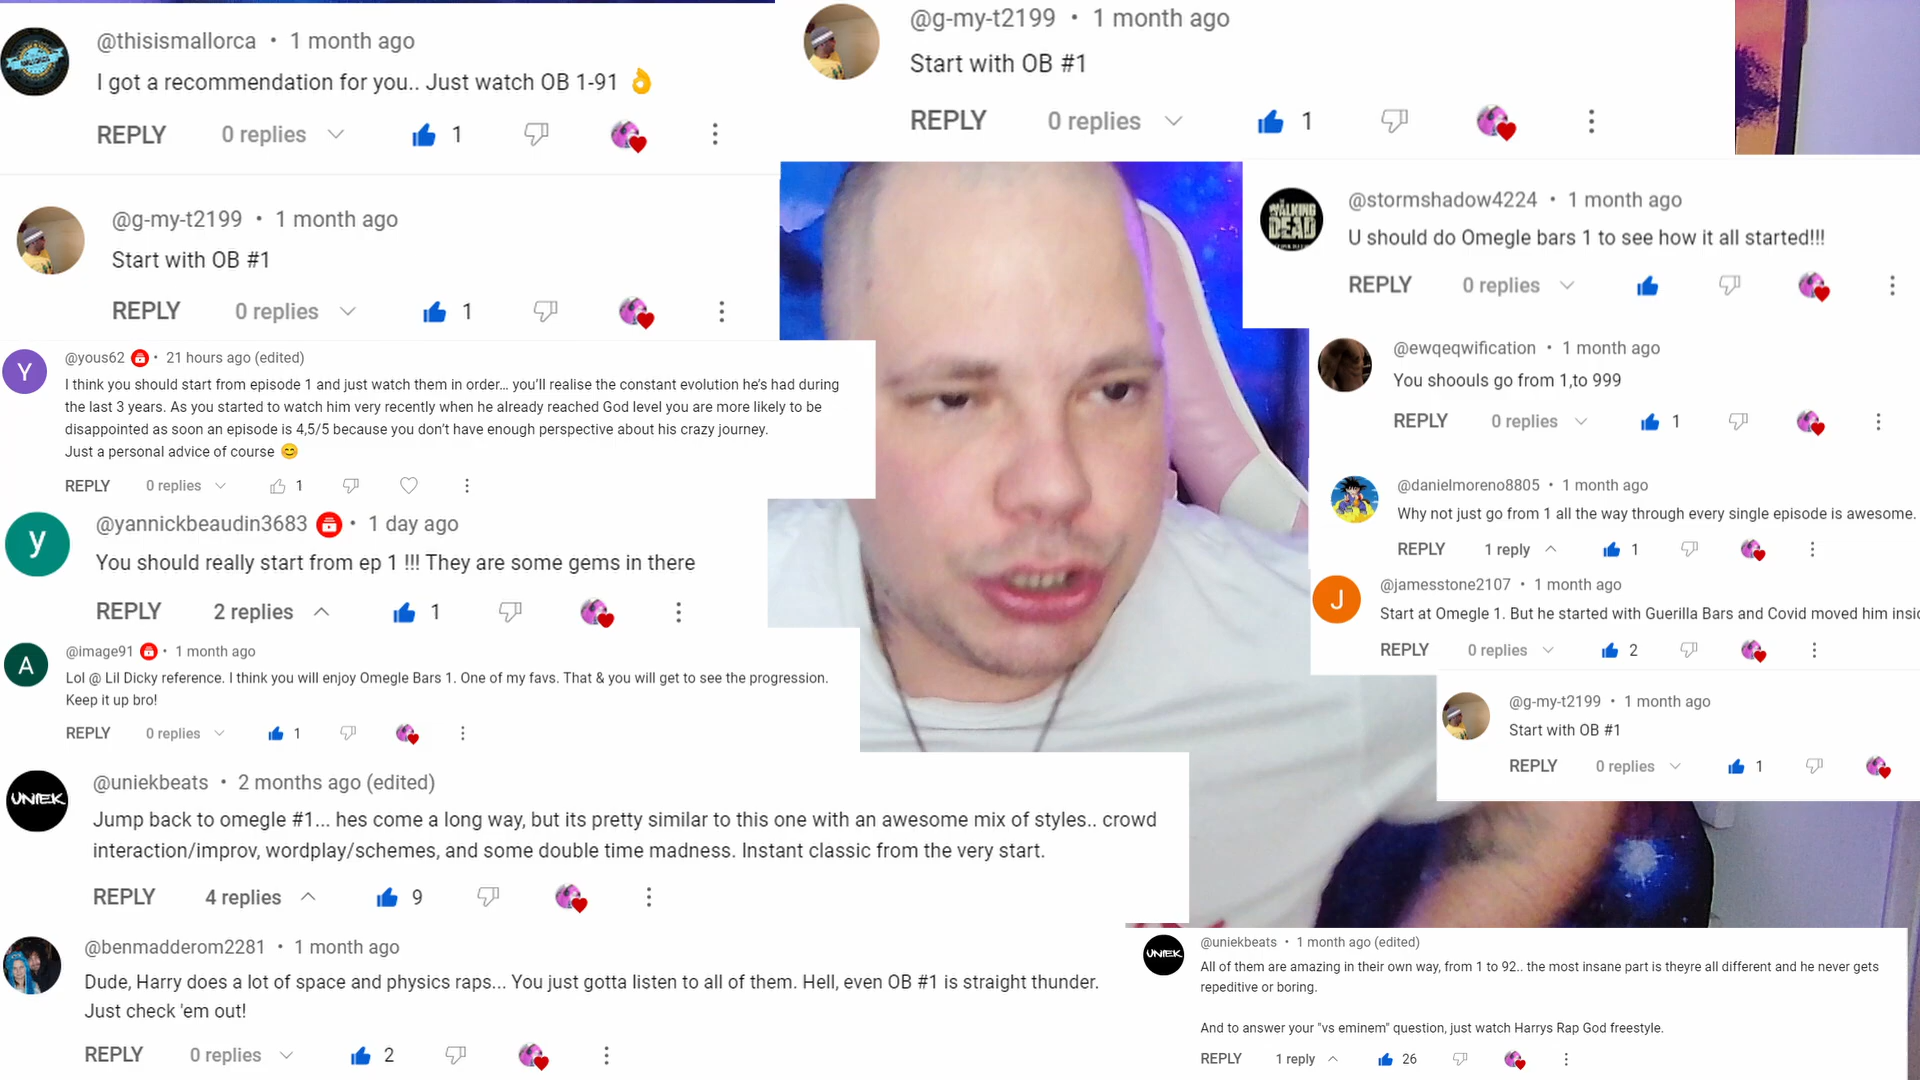 @thisismallorca • 1 month ago
I got a recommendation for you.. Just watch OB 1-91 👌
REPLY 0 replies 1
@g-my-t2199 • 1 month ago
Start with OB #1
REPLY 0 replies 1
@g-my-t2199 • 1 month ago
Start with OB #1
REPLY 0 replies 1
THE WALKING DEAD
@stormshadow4224 • 1 month ago
U should do Omegle bars 1 to see how it all started!!!
REPLY 0 replies
Y
@yous62 • 21 hours ago (edited)
I think you should start from episode 1 and just watch them in order… you'll realise the constant evolution he's had during
the last 3 years. As you started to watch him very recently when he already reached God level you are more likely to be
disappointed as soon an episode is 4,5/5 because you don't have enough perspective about his crazy journey.
Just a personal advice of course 😊
REPLY 0 replies 1
@ewqeqwification • 1 month ago
You shoouls go from 1,to 999
REPLY 0 replies 1
@danielmoreno8805 • 1 month ago
Why not just go from 1 all the way through every single episode is awesome.
REPLY 1 reply 1
y
@yannickbeaudin3683 • 1 day ago
You should really start from ep 1 !!! They are some gems in there
REPLY 2 replies 1
J
@jamesstone2107 • 1 month ago
Start at Omegle 1. But he started with Guerilla Bars and Covid moved him insi
REPLY 0 replies 2
A
@image91 • 1 month ago
Lol @ Lil Dicky reference. I think you will enjoy Omegle Bars 1. One of my favs. That & you will get to see the progression.
Keep it up bro!
REPLY 0 replies 1
@g-my-t2199 • 1 month ago
Start with OB #1
REPLY 0 replies 1
UNIEK
@uniekbeats • 2 months ago (edited)
Jump back to omegle #1... hes come a long way, but its pretty similar to this one with an awesome mix of styles.. crowd
interaction/improv, wordplay/schemes, and some double time madness. Instant classic from the very start.
REPLY 4 replies 9
@benmadderom2281 • 1 month ago
Dude, Harry does a lot of space and physics raps... You just gotta listen to all of them. Hell, even OB #1 is straight thunder.
Just check 'em out!
REPLY 0 replies 2
UNIEK
@uniekbeats • 1 month ago (edited)
All of them are amazing in their own way, from 1 to 92.. the most insane part is theyre all different and he never gets
repeditive or boring.
And to answer your "vs eminem" question, just watch Harrys Rap God freestyle.
REPLY 1 reply 26